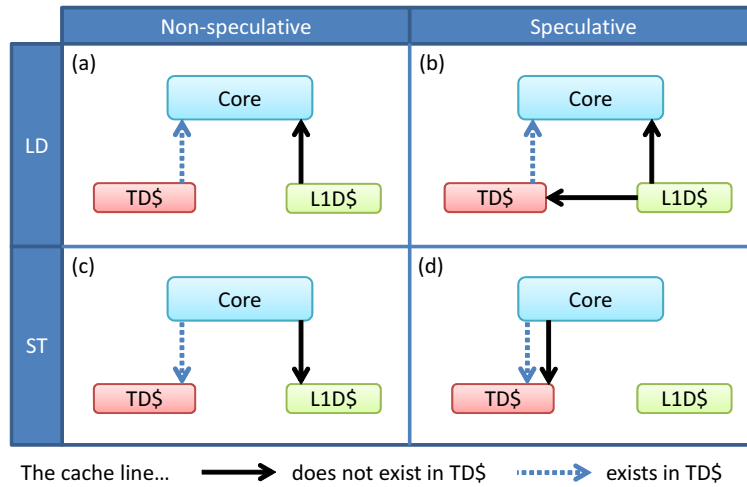 Non-speculative Speculative
LD
(a) Core TD$ L1D$
(b) Core TD$ L1D$
ST
(c) Core TD$ L1D$
(d) Core TD$ L1D$
The cache line... does not exist in TD$ exists in TD$